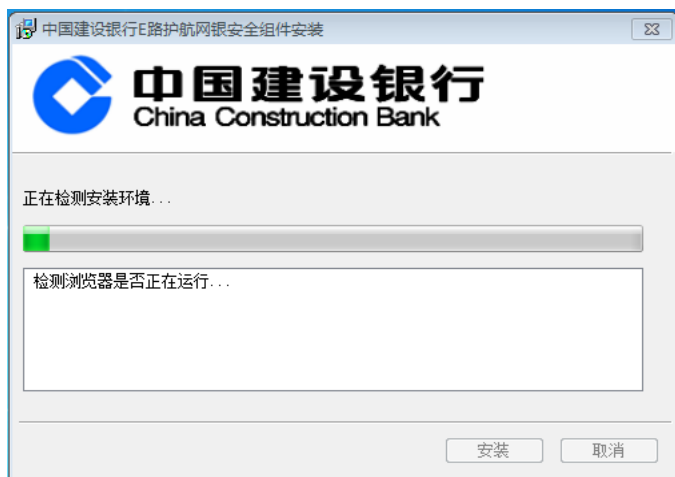 中国建设银行E路护航网银安全组件安装
中国建设银行
China Construction Bank
正在检测安装环境...
检测浏览器是否正在运行...
安装
取消